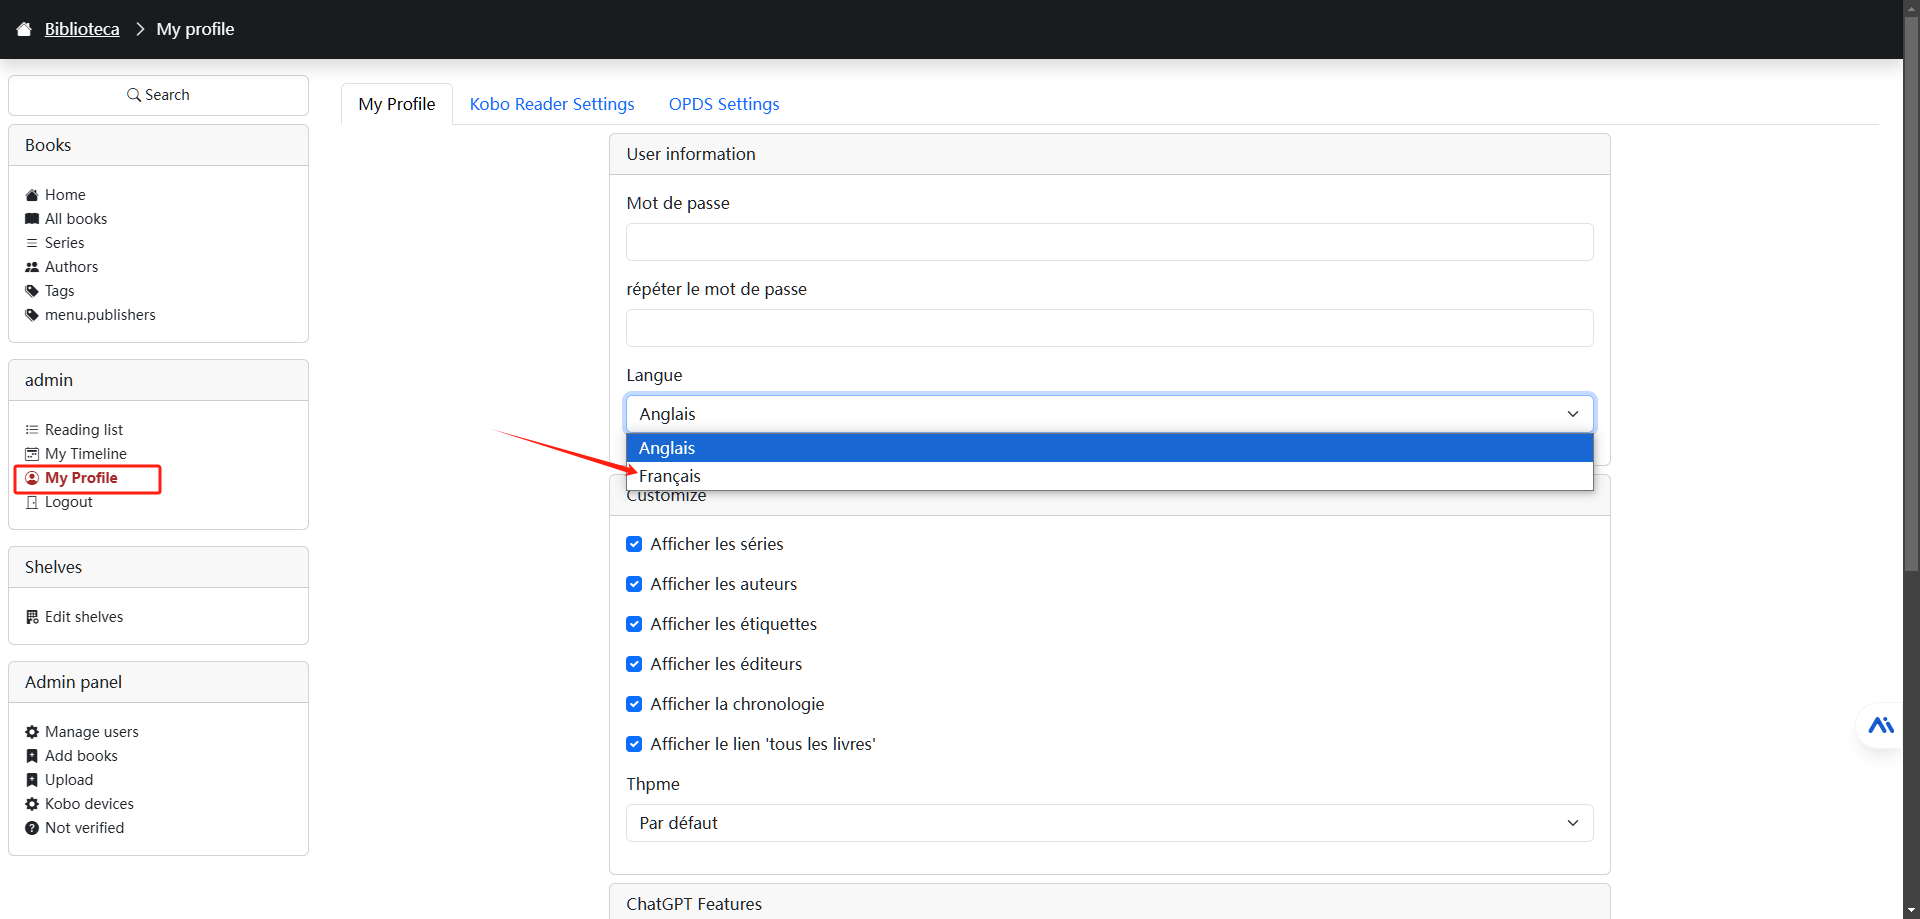 Biblioteca > My profile
Search
Books
Home
All books
Series
Authors
Tags
menu.publishers
admin
Reading list
My Timeline
My Profile
Logout
Shelves
Edit shelves
Admin panel
Manage users
Add books
Upload
Kobo devices
Not verified
My Profile Kobo Reader Settings OPDS Settings
User information
Mot de passe
répéter le mot de passe
Langue
Anglais
Anglais
Français
Customize
Afficher les séries
Afficher les auteurs
Afficher les étiquettes
Afficher les éditeurs
Afficher la chronologie
Afficher le lien 'tous les livres'
Thpme
Par défaut
ChatGPT Features